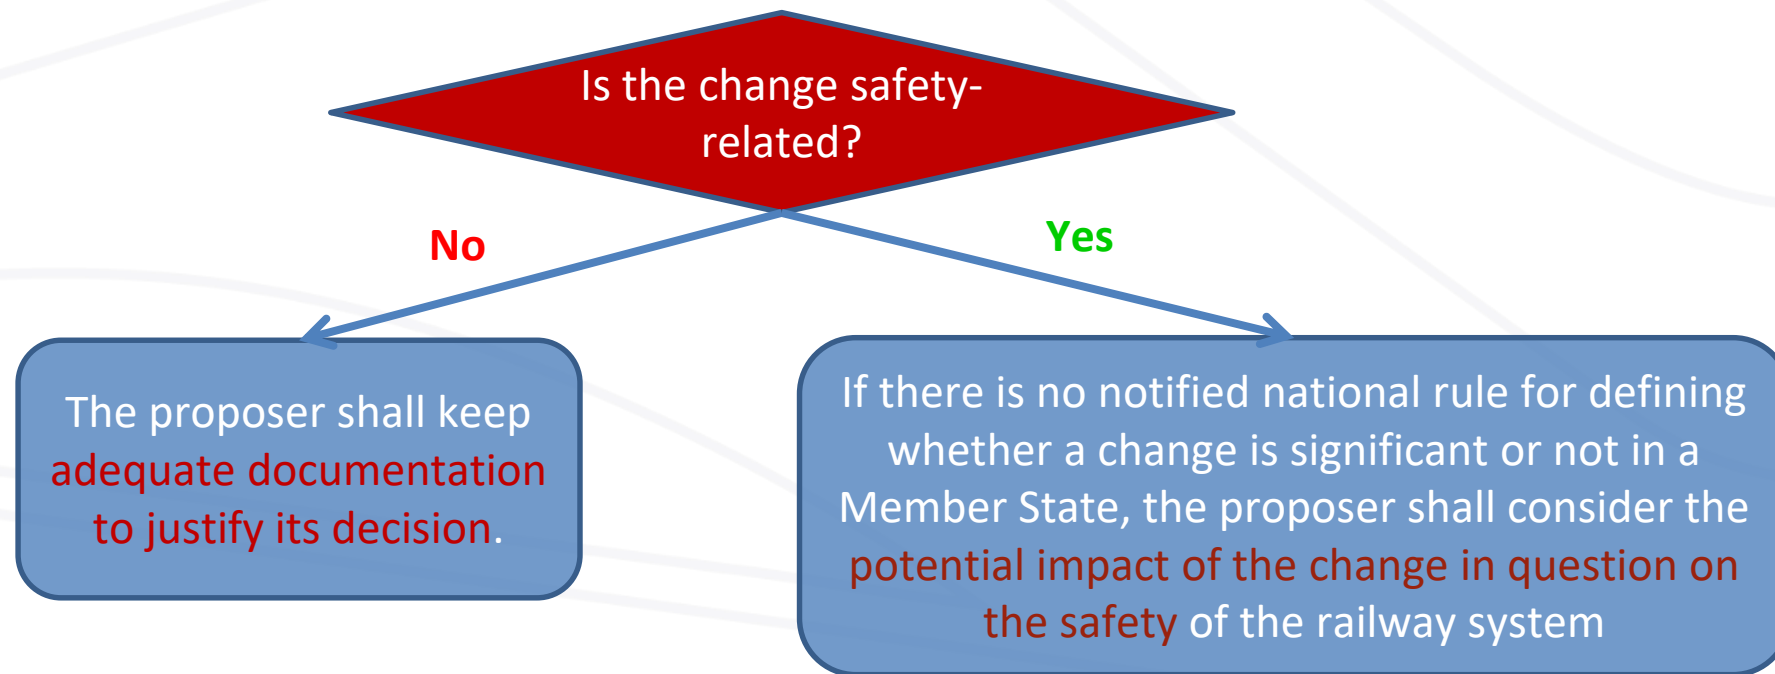 Is the change safety-
related?
No
Yes
The proposer shall keep
adequate documentation
to justify its decision.
If there is no notified national rule for defining
whether a change is significant or not in a
Member State, the proposer shall consider the
potential impact of the change in question on
the safety of the railway system